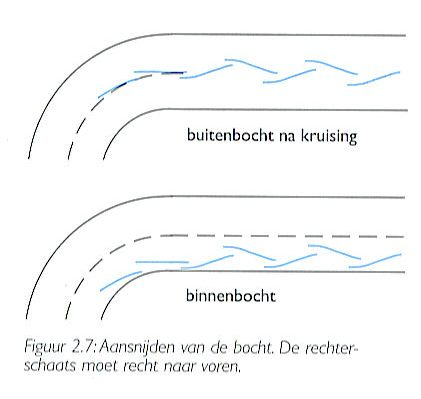 buitenbocht na kruising
binnenbocht
Figuur 2.7: Aansnijden van de bocht. De rechter-
schaats moet recht naar voren.